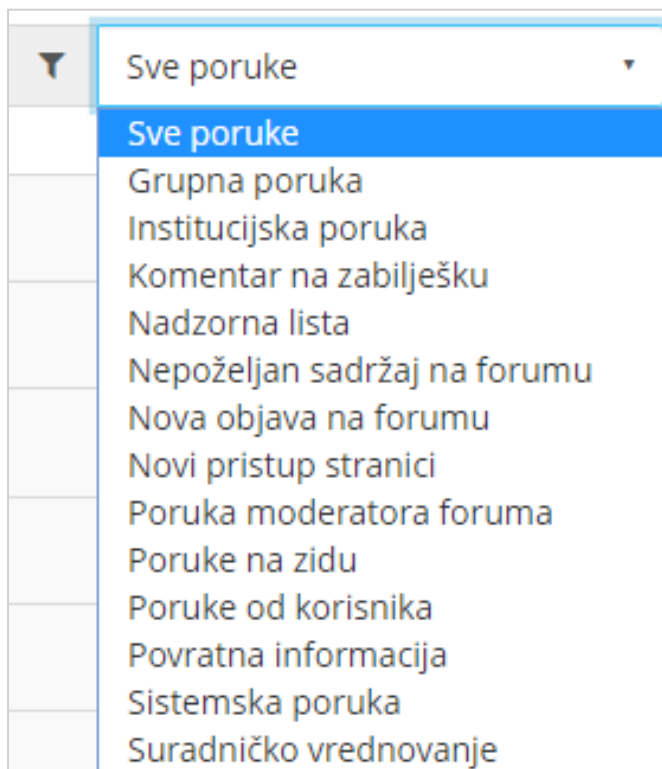 Sve poruke
Sve poruke
Grupna poruka
Institucijska poruka
Komentar na zabilješku
Nadzorna lista
Nepoželjan sadržaj na forumu
Nova objava na forumu
Novi pristup stranici
Poruka moderatora foruma
Poruke na zidu
Poruke od korisnika
Povratna informacija
Sistemska poruka
Suradničko vrednovanje